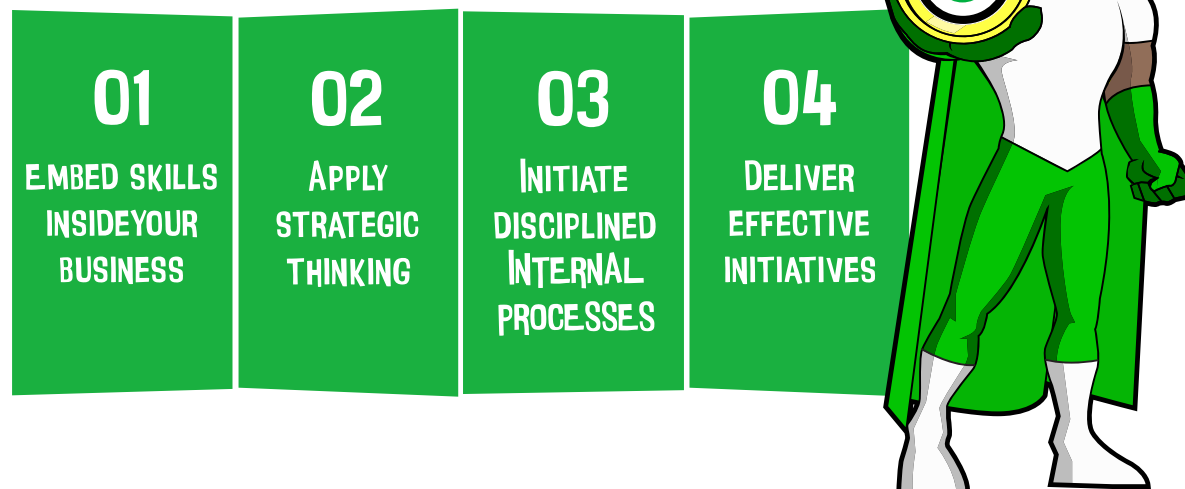 01
EMBED SKILLS
INSIDEYOUR
BUSINESS
02
APPLY
STRATEGIC
THINKING
03
INITIATE
DISCIPLINED
INTERNAL
PROCESSES
04
DELIVER
EFFECTIVE
INITIATIVES